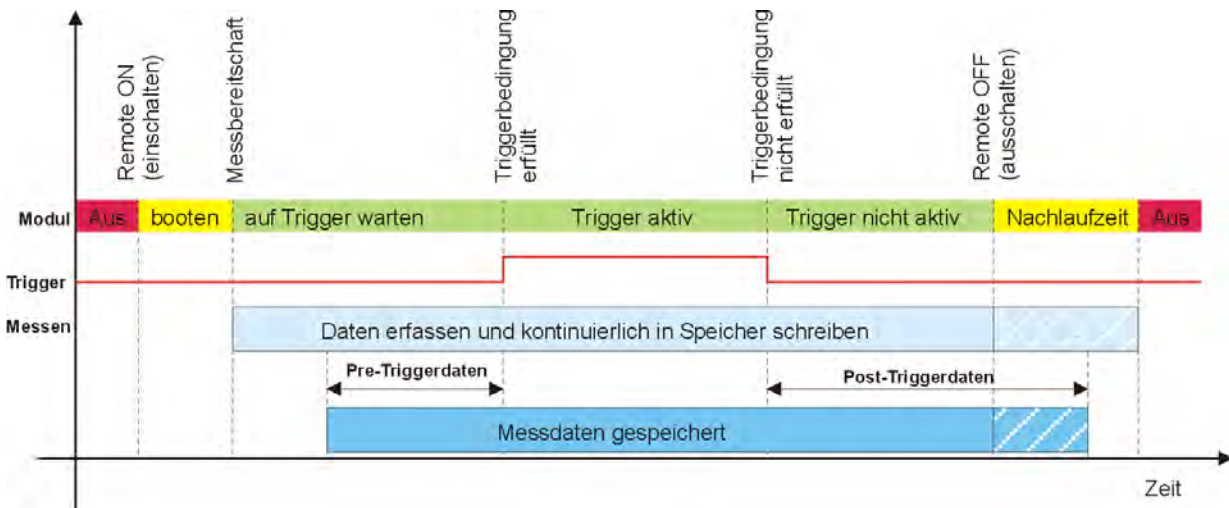 Remote ON
(einschalten)
Messbereitschaft
Triggerbedingung
erfüllt
Triggerbedingung
nicht erfüllt
Remote OFF
(ausschalten)
Modul
Aus
booten
auf Trigger warten
Trigger aktiv
Trigger nicht aktiv
Nachlaufzeit
Aus
Trigger
Messen
Daten erfassen und kontinuierlich in Speicher schreiben
Pre-Triggerdaten
Post-Triggerdaten
Messdaten gespeichert
Zeit